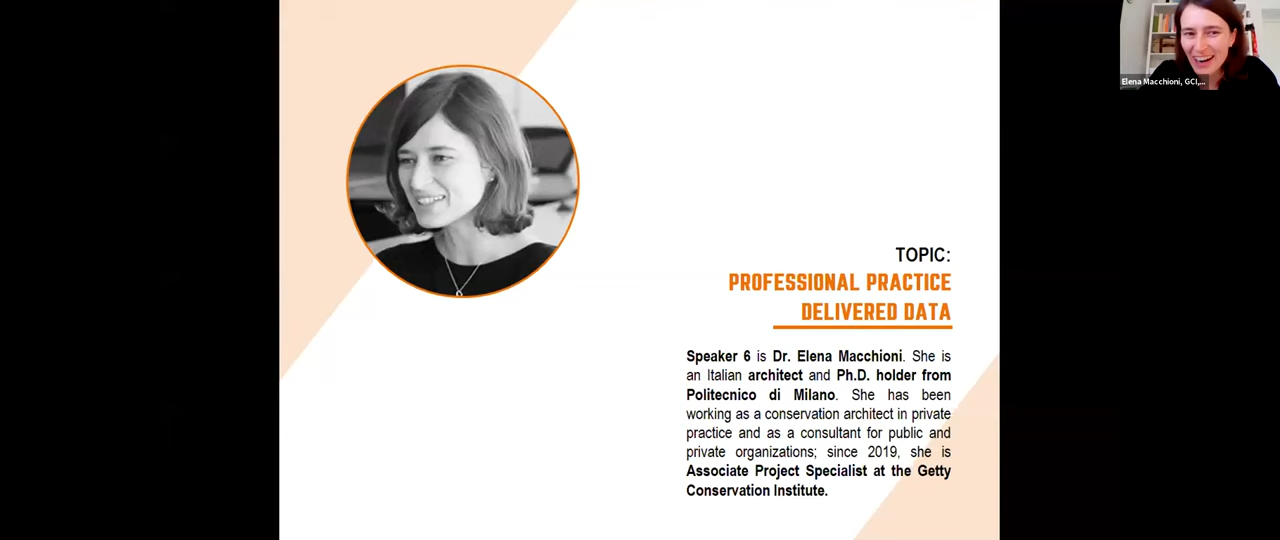 Elena Macchioni, GCI,...
TOPIC:
PROFESSIONAL PRACTICE
DELIVERED DATA
Speaker 6 is Dr. Elena Macchioni. She is
an Italian architect and Ph.D. holder from
Politecnico di Milano. She has been
working as a conservation architect in private
practice and as a consultant for public and
private organizations; since 2019, she is
Associate Project Specialist at the Getty
Conservation Institute.